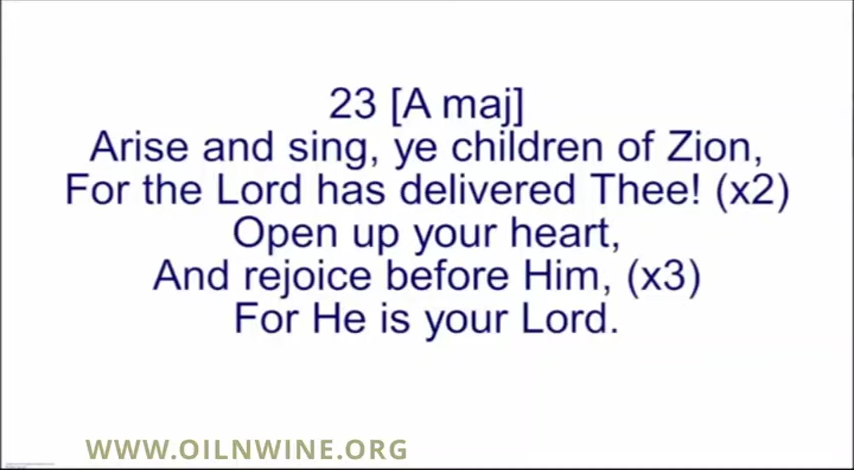 23 [A maj]
Arise and sing, ye children of Zion,
For the Lord has delivered Thee! (x2)
Open up your heart,
And rejoice before Him, (x3)
For He is your Lord.
WWW.OILNWINE.ORG